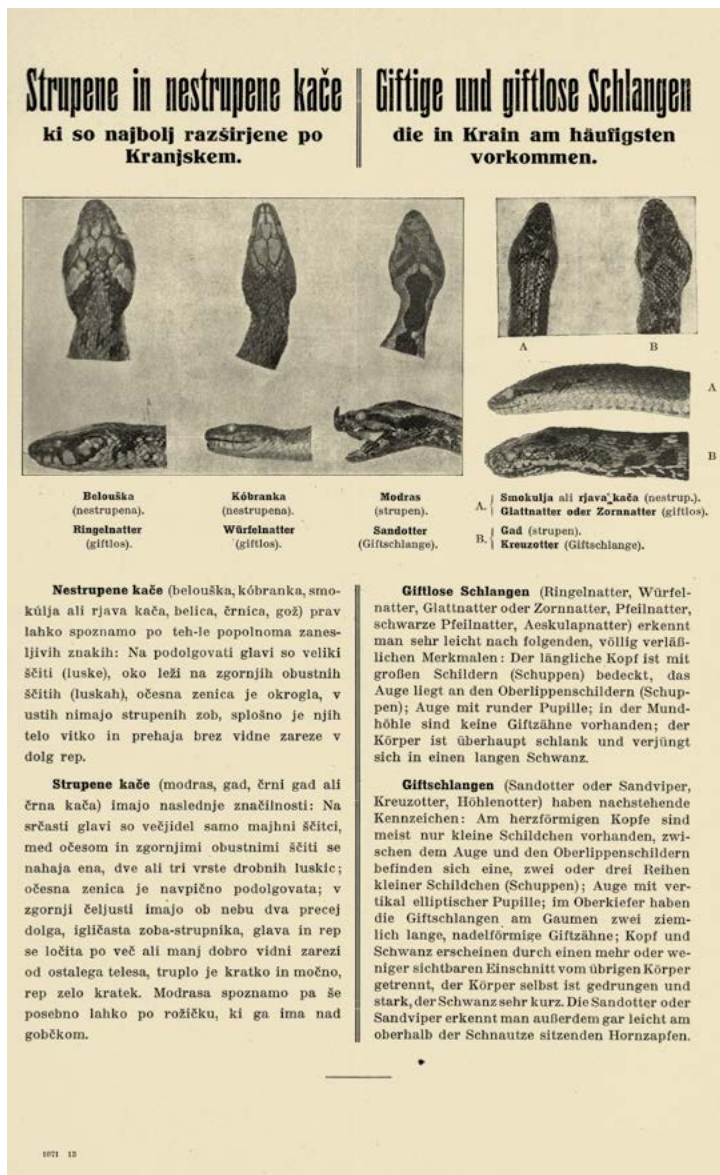 Strupene in nestrupene kače
ki so najbolj razširjene po
Kranjskem.
Giftige und giftlose Schlangen
die in Krain am häufigsten
vorkommen.
A
B
A
B
Belouška
(nestrupena).
Ringelnatter
(giftlos).
Kóbranka
(nestrupena).
Würfelnatter
(giftlos).
Modras
(strupen).
Sandotter
(Giftschlange).
A. Smokulja ali rjava kača (nestrup.).
Glattnatter oder Zornnatter (giftlos).
B. Gad (strupen).
Kreuzotter (Giftschlange).
Nestrupene kače (belouška, kóbranka, smo-
kúlja ali rjava kača, belica, črnica, gož) prav
lahko spoznamo po teh-le popolnoma zanes-
ljivih znakih: Na podolgovati glavi so veliki
ščiti (luske), oko leži na zgornjih obustnih
ščitih (luskah), očesna zenica je okrogla, v
ustih nimajo strupenih zob, splošno je njih
telo vitko in prehaja brez vidne zareze v
dolg rep.
Strupene kače (modras, gad, črni gad ali
črna kača) imajo naslednje značilnosti: Na
srčasti glavi so večjidel samo majhni ščitci,
med očesom in zgornjimi obustnimi ščiti se
nahaja ena, dve ali tri vrste drobnih luskic;
očesna zenica je navpično podolgovata; v
zgornji čeljusti imajo ob nebu dva precej
dolga, igličasta zoba-strupnika, glava in rep
se ločita po več ali manj dobro vidni zarezi
od ostalega telesa, truplo je kratko in močno,
rep zelo kratek. Modrasa spoznamo pa še
posebno lahko po rožičku, ki ga ima nad
gobčkom.
Giftlose Schlangen (Ringelnatter, Würfel-
natter, Glattnatter oder Zornnatter, Pfeilnatter,
schwarze Pfeilnatter, Aeskulapnatter) erkennt
man sehr leicht nach folgenden, völlig verläß-
lichen Merkmalen: Der längliche Kopf ist mit
großen Schildern (Schuppen) bedeckt, das
Auge liegt an den Oberlippenschildern (Schup-
pen); Auge mit runder Pupille; in der Mund-
höhle sind keine Giftzähne vorhanden; der
Körper ist überhaupt schlank und verjüngt
sich in einen langen Schwanz.
Giftschlangen (Sandotter oder Sandviper,
Kreuzotter, Höhlenotter) haben nachstehende
Kennzeichen: Am herzförmigen Kopfe sind
meist nur kleine Schildchen vorhanden, zwi-
schen dem Auge und den Oberlippenschildern
befinden sich eine, zwei oder drei Reihen
kleiner Schildchen (Schuppen); Auge mit ver-
tikal elliptischer Pupille; im Oberkiefer haben
die Giftschlangen am Gaumen zwei ziem-
lich lange, nadelförmige Giftzähne; Kopf und
Schwanz erscheinen durch einen mehr oder we-
niger sichtbaren Einschnitt vom übrigen Körper
getrennt, der Körper selbst ist gedrungen und
stark, der Schwanz sehr kurz. Die Sandotter oder
Sandviper erkennt man außerdem gar leicht am
oberhalb der Schnautze sitzenden Hornzapfen.
1071 13